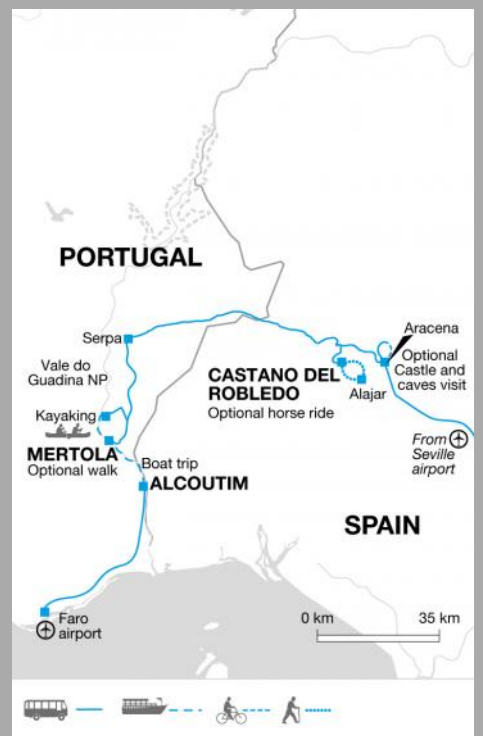 PORTUGAL
Serpa
Vale do
Guadina NP
Kayaking
MERTOLA
Optional walk
Boat trip
ALCOUTIM
Faro
airport
CASTANO DEL
ROBLEDO
Optional horse ride
Alajar
Aracena
Optional
Castle and
caves visit
From
Seville
airport
SPAIN
0 km 35 km